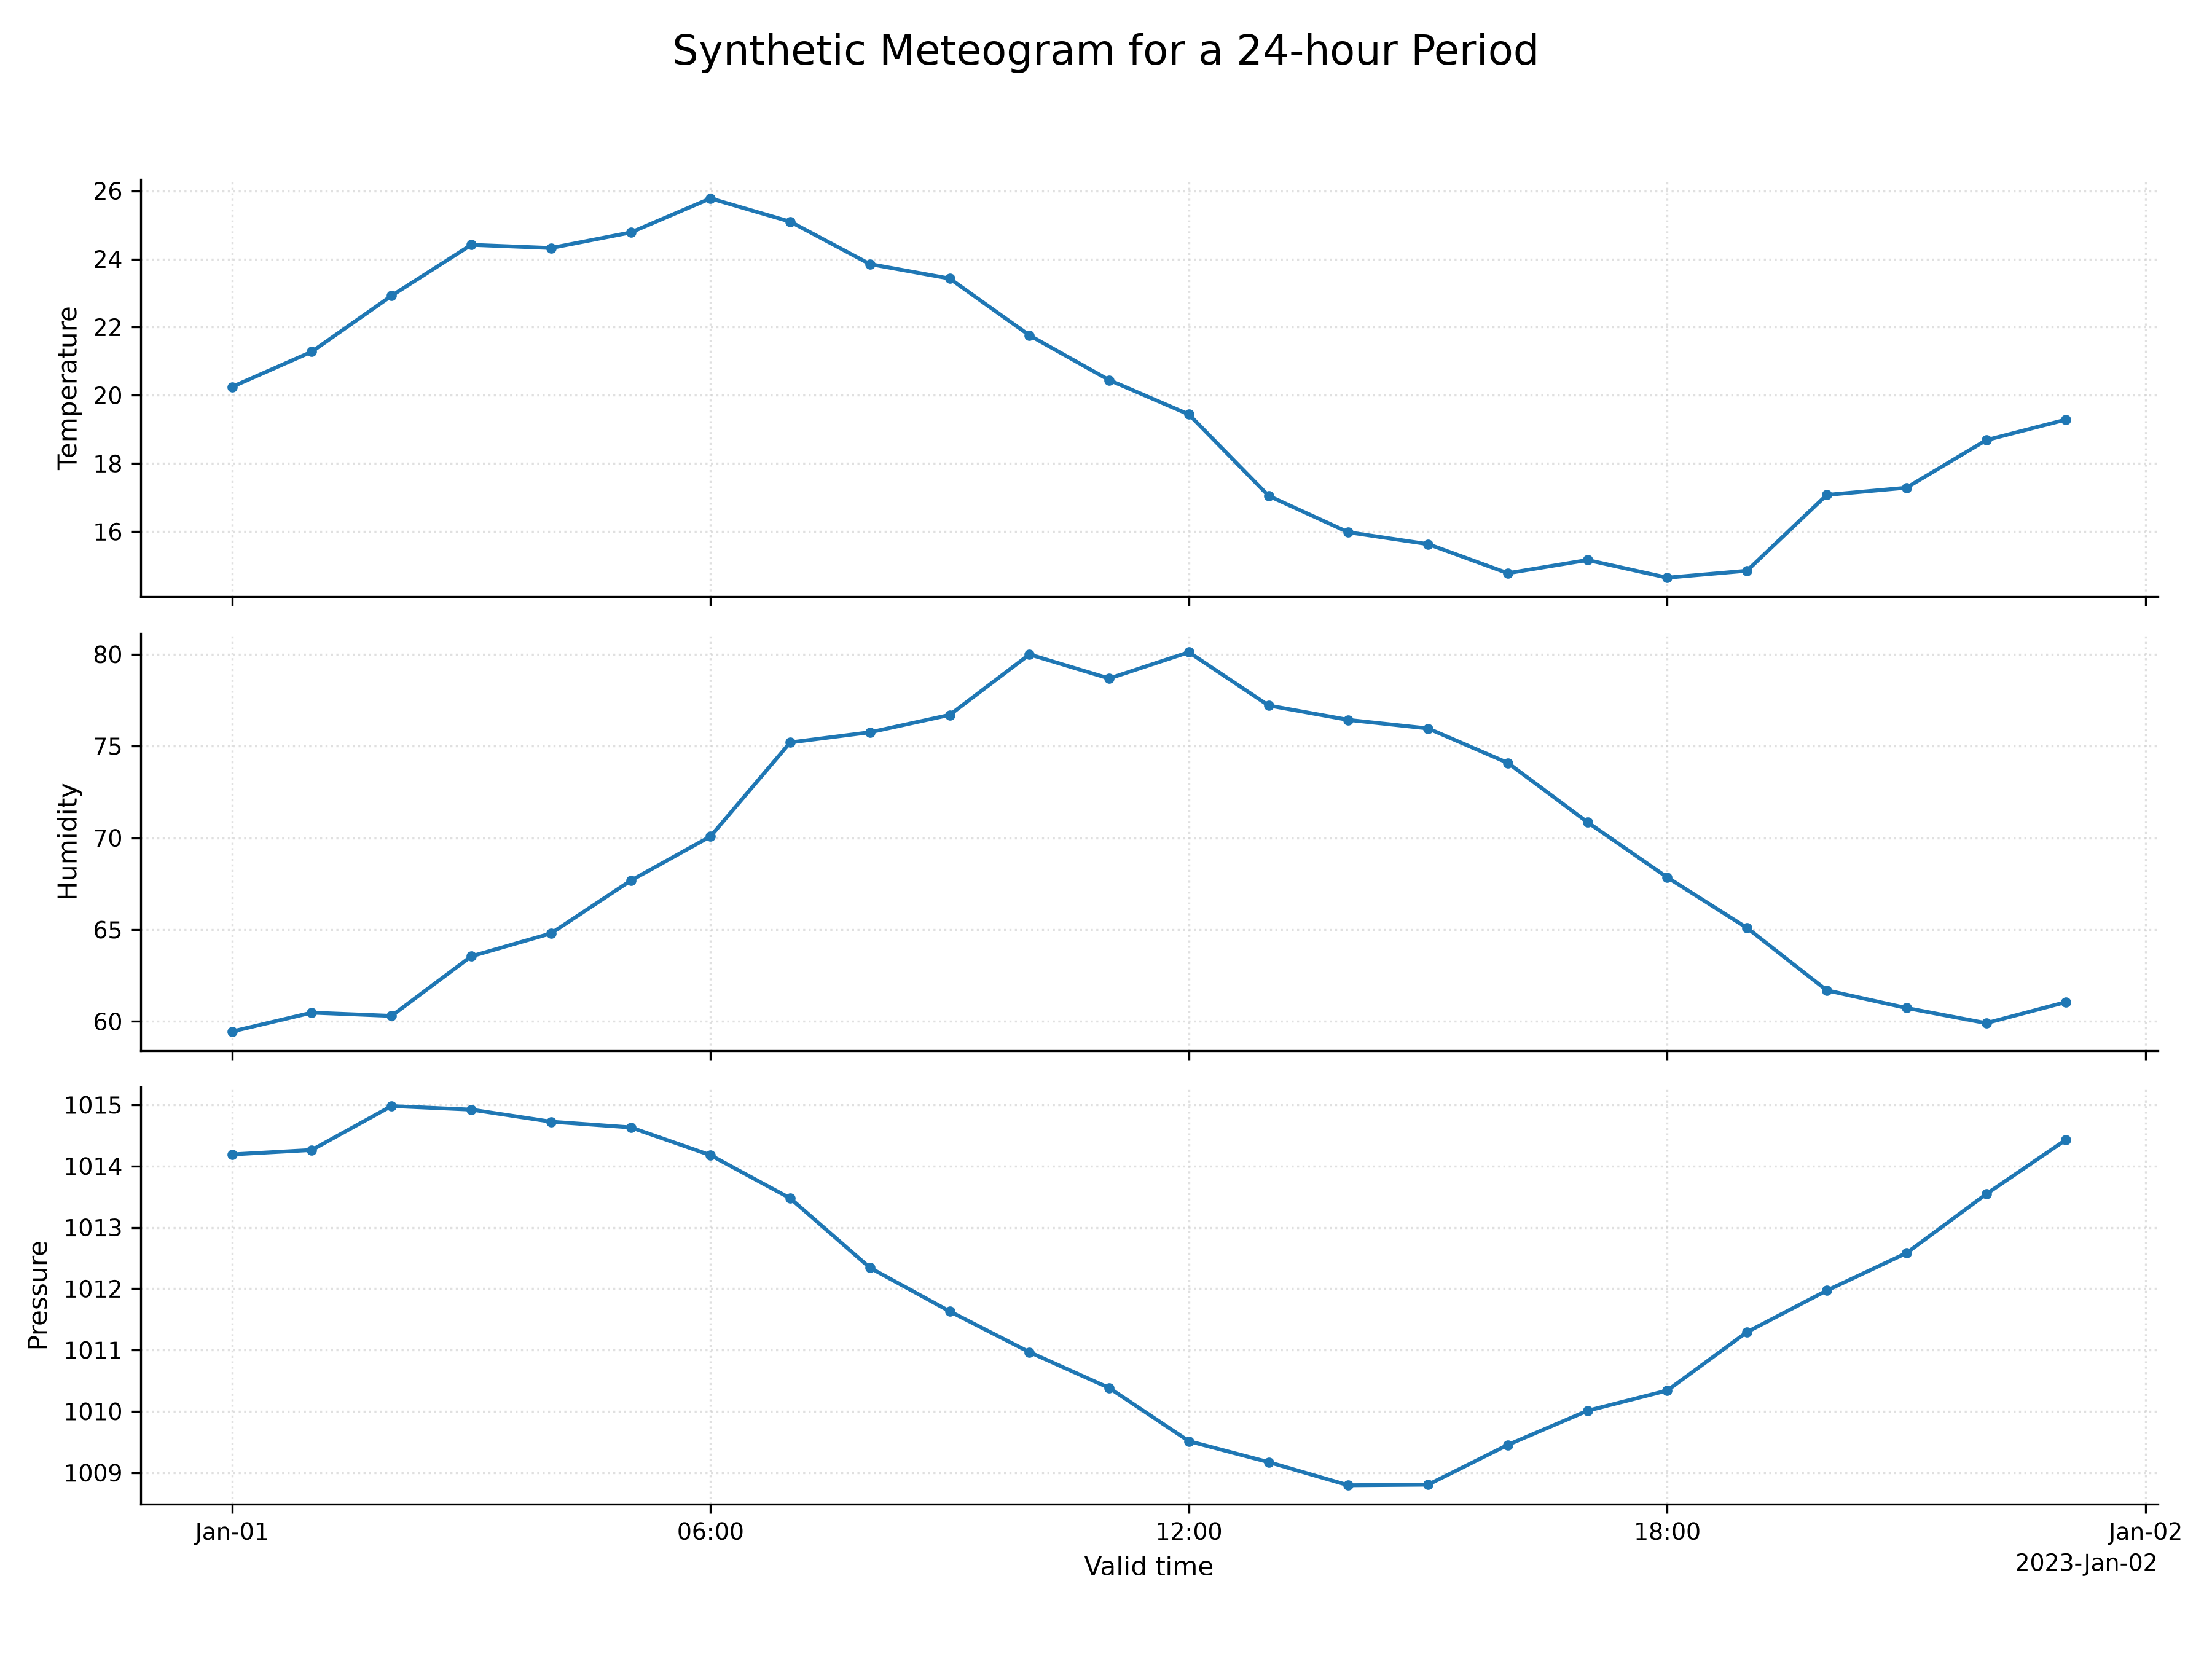 Synthetic Meteogram for a 24-hour Period
26
24
22
20
18
16
Temperature
80
75
70
65
60
Humidity
1015
1014
1013
1012
1011
1010
1009
Pressure
Jan-01 06:00 12:00 18:00 Jan-02
Valid time
2023-Jan-02